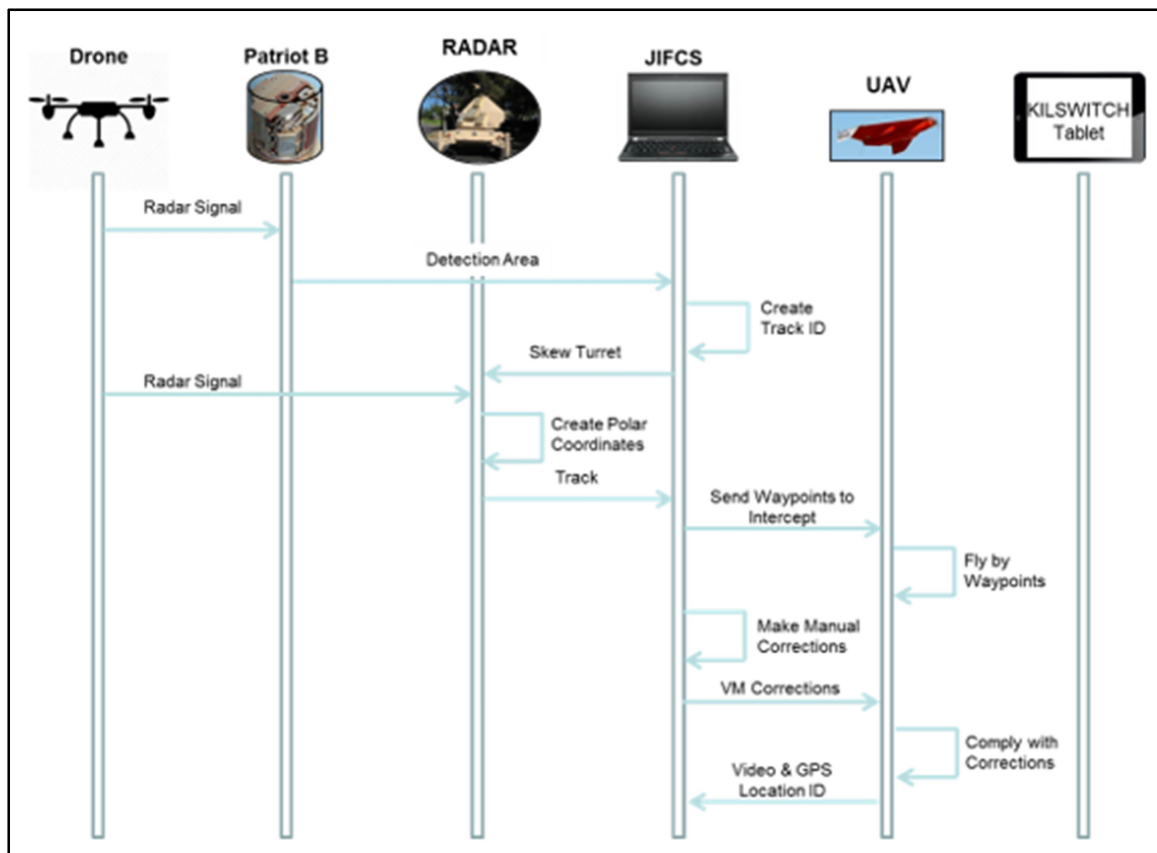 Drone
Patriot B
RADAR
JIFCS
UAV
KILSWITCH
Tablet
Radar Signal
Detection Area
Create
Track ID
Skew Turret
Radar Signal
Create Polar
Coordinates
Track
Send Waypoints to
Intercept
Fly by
Waypoints
Make Manual
Corrections
VM Corrections
Comply with
Corrections
Video & GPS
Location ID